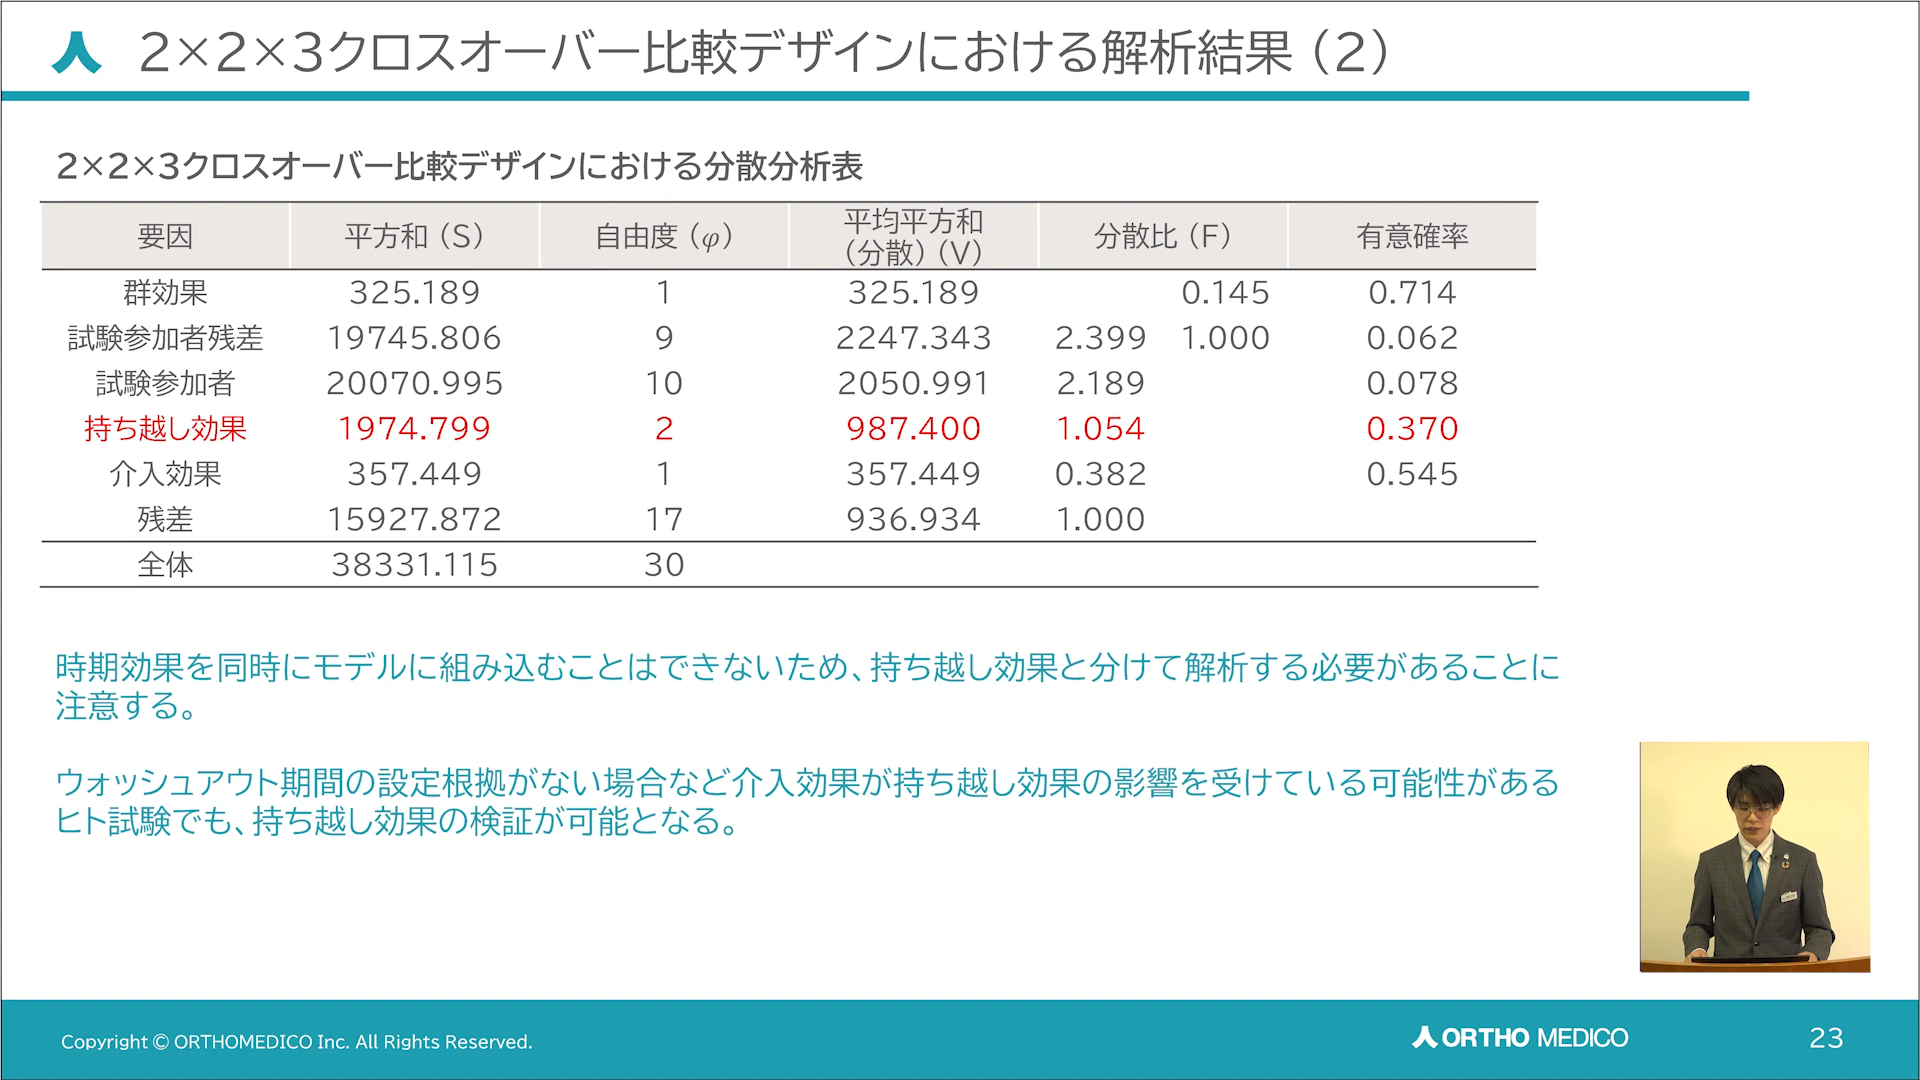 2×2×3クロスオーバー比較デザインにおける解析結果（2）
2×2×3クロスオーバー比較デザインにおける分散分析表
要因 平方和（S） 自由度（φ） 平均平方和（分散）（V） 分散比（F） 有意確率
群効果 325.189 1 325.189 0.145 0.714
試験参加者残差 19745.806 9 2247.343 2.399 1.000 0.062
試験参加者 20070.995 10 2050.991 2.189 0.078
持ち越し効果 1974.799 2 987.400 1.054 0.370
介入効果 357.449 1 357.449 0.382 0.545
残差 15927.872 17 936.934 1.000
全体 38331.115 30
時期効果を同時にモデルに組み込むことはできないため、持ち越し効果と分けて解析する必要があることに
注意する。
ウォッシュアウト期間の設定根拠がない場合など介入効果が持ち越し効果の影響を受けている可能性がある
ヒト試験でも、持ち越し効果の検証が可能となる。
Copyright © ORTHOMEDICO Inc. All Rights Reserved.
ORTHO MEDICO
23